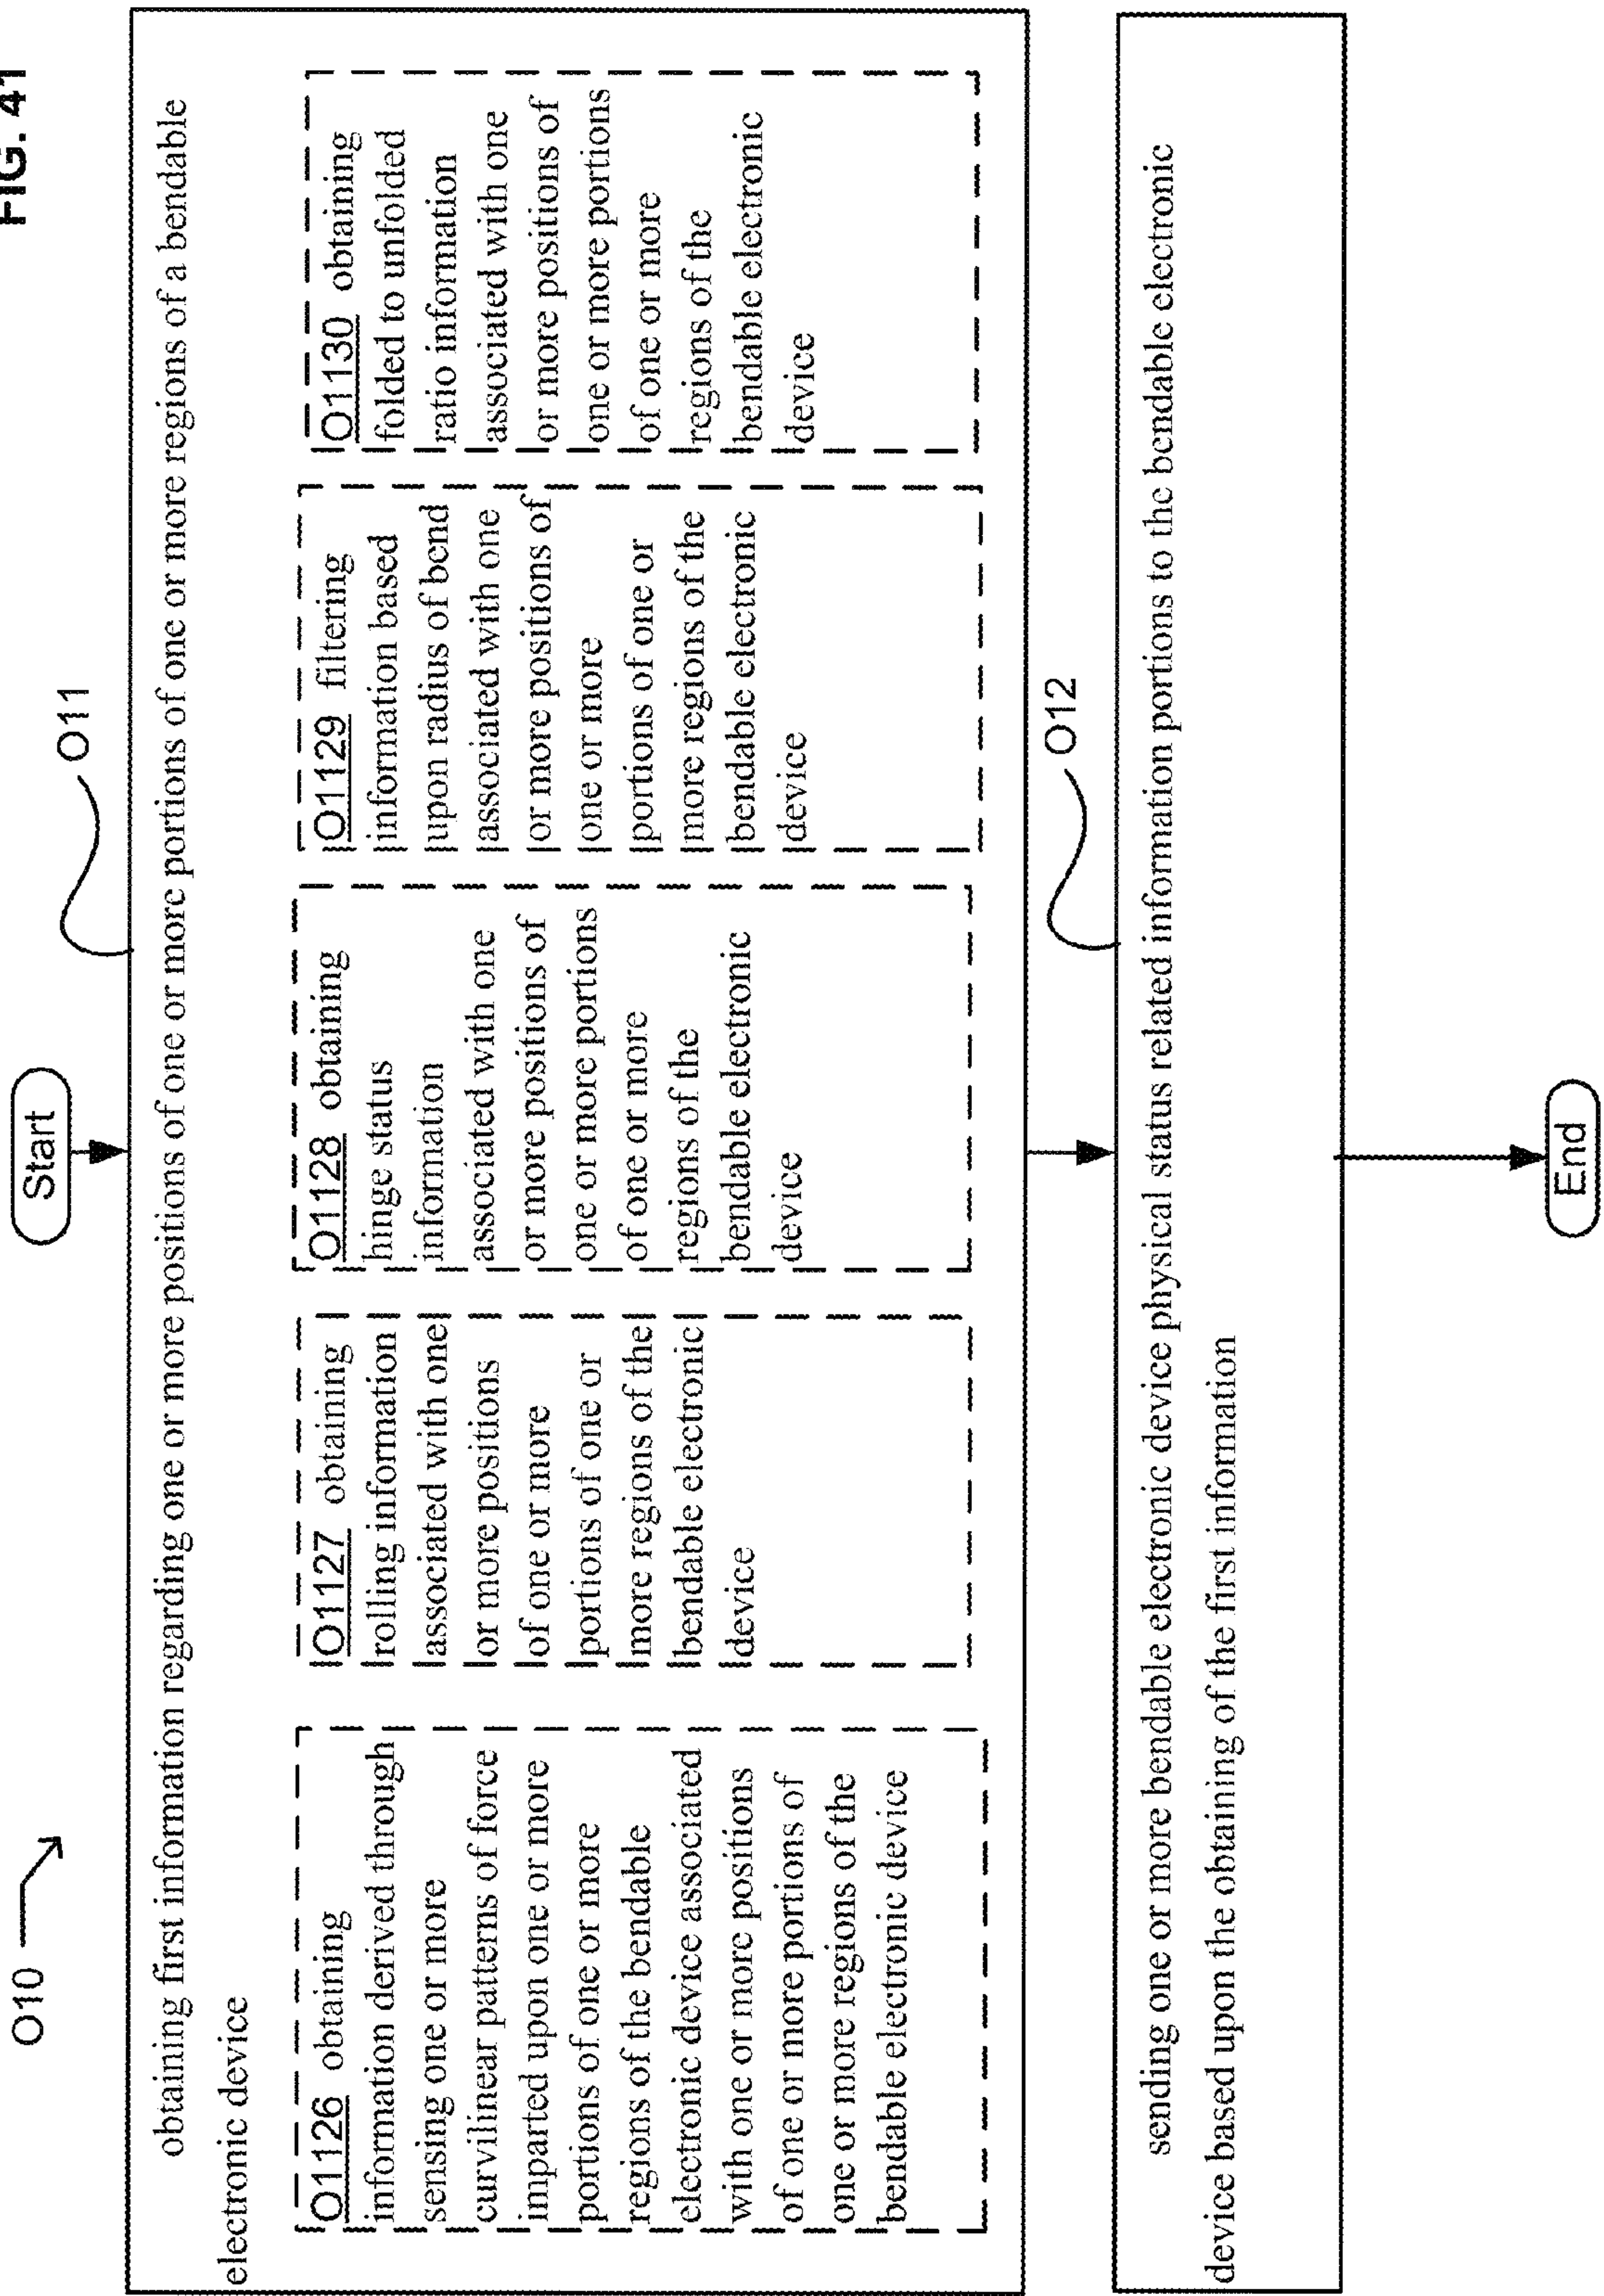 FIG. 41
O10
Start
O11
obtaining first information regarding one or more positions of one or more portions of one or more regions of a bendable
electronic device
O1126 obtaining
information derived through
sensing one or more
curvilinear patterns of force
imparted upon one or more
portions of one or more
regions of the bendable
electronic device associated
with one or more positions
of one or more portions of
one or more regions of the
bendable electronic device
O1127 obtaining
rolling information
associated with one
or more positions
of one or more
portions of one or
more regions of the
bendable electronic
device
O1128 obtaining
hinge status
information
associated with one
or more positions of
one or more portions
of one or more
regions of the
bendable electronic
device
O1129 filtering
information based
upon radius of bend
associated with one
or more positions of
one or more
portions of one or
more regions of the
bendable electronic
device
O1130 obtaining
folded to unfolded
ratio information
associated with one
or more positions of
one or more portions
of one or more
regions of the
bendable electronic
device
O12
sending one or more bendable electronic device physical status related information portions to the bendable electronic
device based upon the obtaining of the first information
End